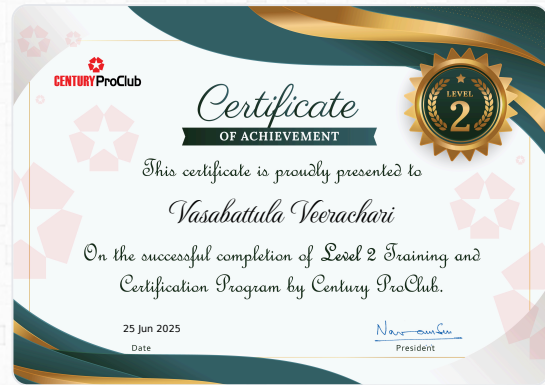 CENTURY ProClub
Certificate
OF ACHIEVEMENT
LEVEL
2
This certificate is proudly presented to
Vasabattula Veerachari
On the successful completion of Level 2 Training and
Certification Program by Century ProClub.
25 Jun 2025
Date
President